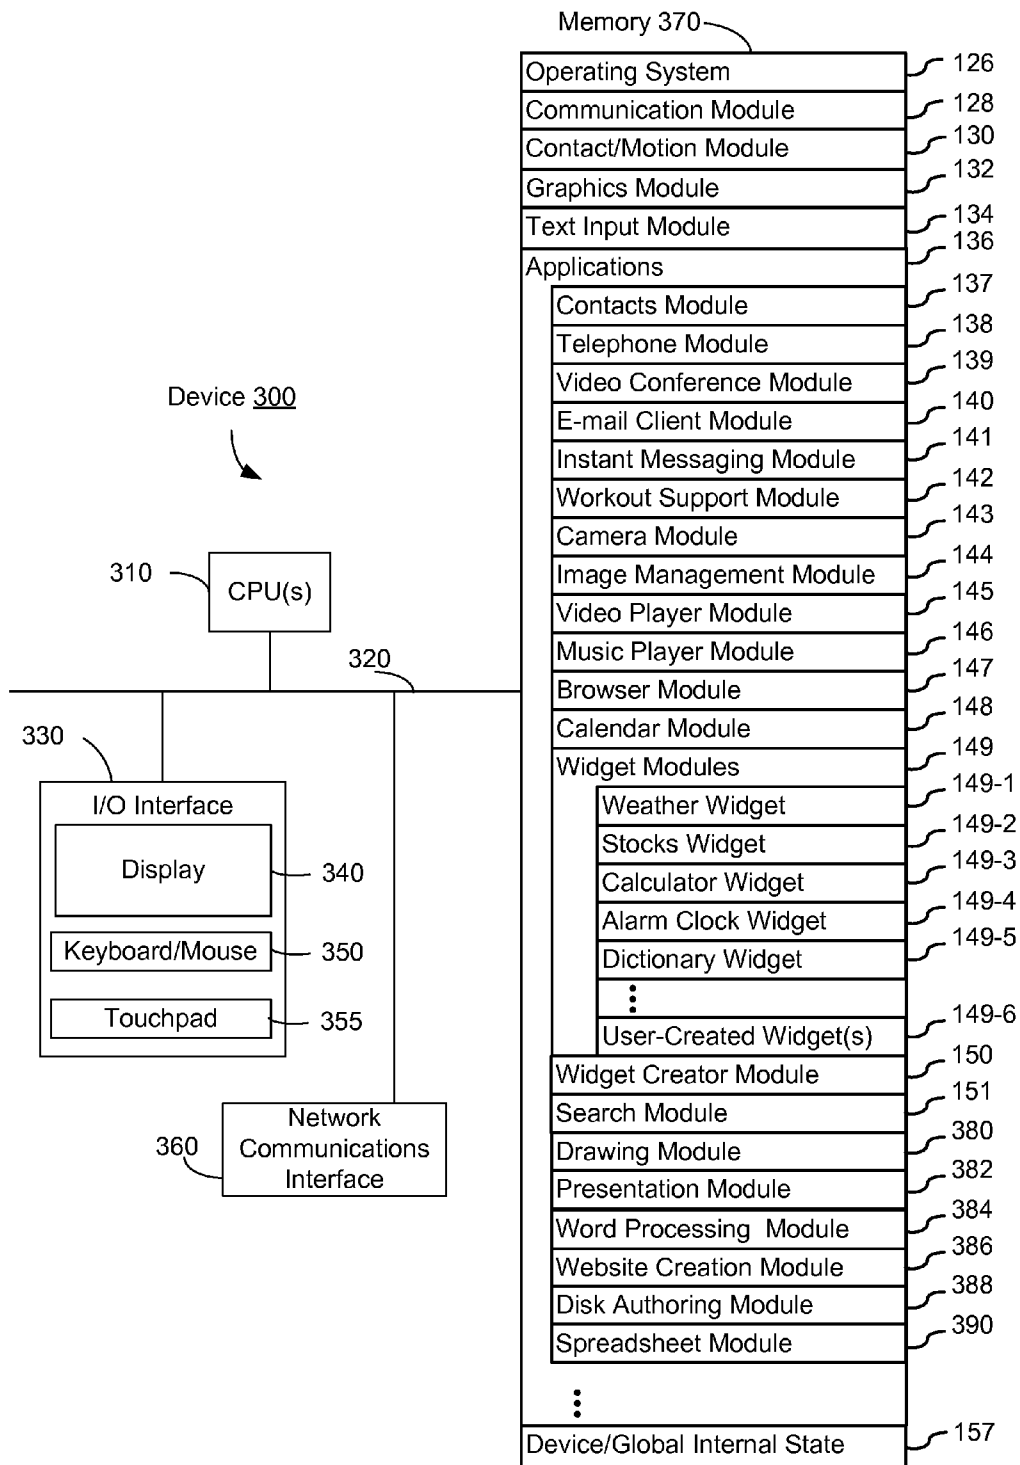 Memory 370
Operating System 126
Communication Module 128
Contact/Motion Module 130
Graphics Module 132
Text Input Module 134
Applications 136
Contacts Module 137
Telephone Module 138
Video Conference Module 139
E-mail Client Module 140
Instant Messaging Module 141
Workout Support Module 142
Camera Module 143
Image Management Module 144
Video Player Module 145
Music Player Module 146
Browser Module 147
Calendar Module 148
Widget Modules 149
Weather Widget 149-1
Stocks Widget 149-2
Calculator Widget 149-3
Alarm Clock Widget 149-4
Dictionary Widget 149-5
User-Created Widget(s) 149-6
Widget Creator Module 150
Search Module 151
Drawing Module 380
Presentation Module 382
Word Processing Module 384
Website Creation Module 386
Disk Authoring Module 388
Spreadsheet Module 390
Device/Global Internal State 157
Device 300
310
CPU(s)
320
330
I/O Interface
Display 340
Keyboard/Mouse 350
Touchpad 355
360
Network
Communications
Interface